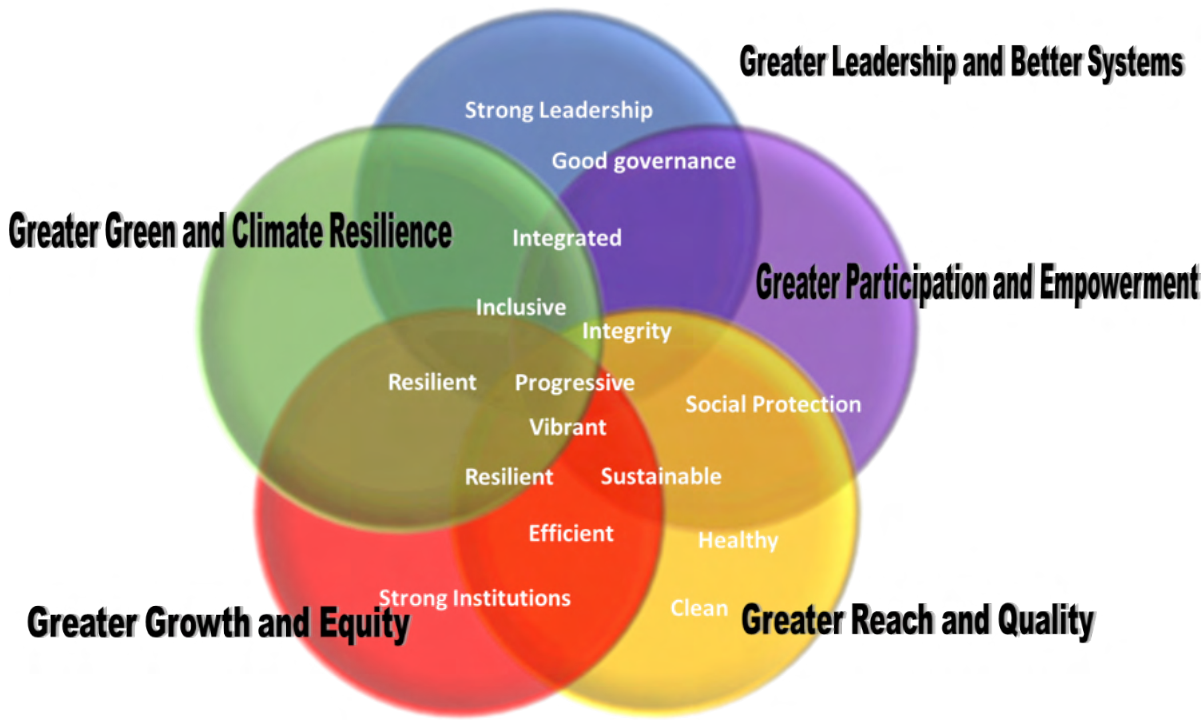 Greater Leadership and Better Systems
Strong Leadership
Good governance
Greater Green and Climate Resilience
Integrated
Greater Participation and Empowerment
Inclusive
Integrity
Resilient
Progressive
Social Protection
Vibrant
Resilient
Sustainable
Efficient
Healthy
Strong Institutions
Clean
Greater Growth and Equity
Greater Reach and Quality